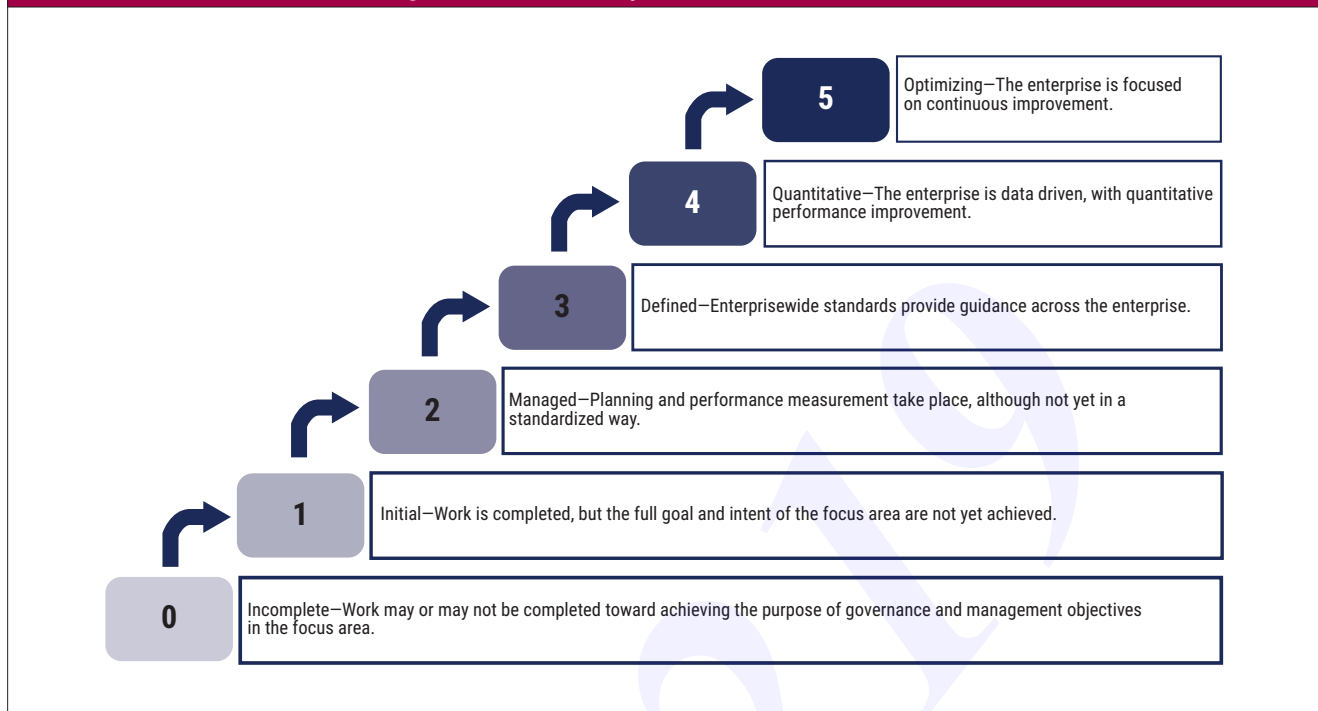 5
Optimizing—The enterprise is focused
on continuous improvement.
4
Quantitative—The enterprise is data driven, with quantitative
performance improvement.
3
Defined—Enterprisewide standards provide guidance across the enterprise.
2
Managed—Planning and performance measurement take place, although not yet in a
standardized way.
1
Initial—Work is completed, but the full goal and intent of the focus area are not yet achieved.
0
Incomplete—Work may or may not be completed toward achieving the purpose of governance and management objectives
in the focus area.